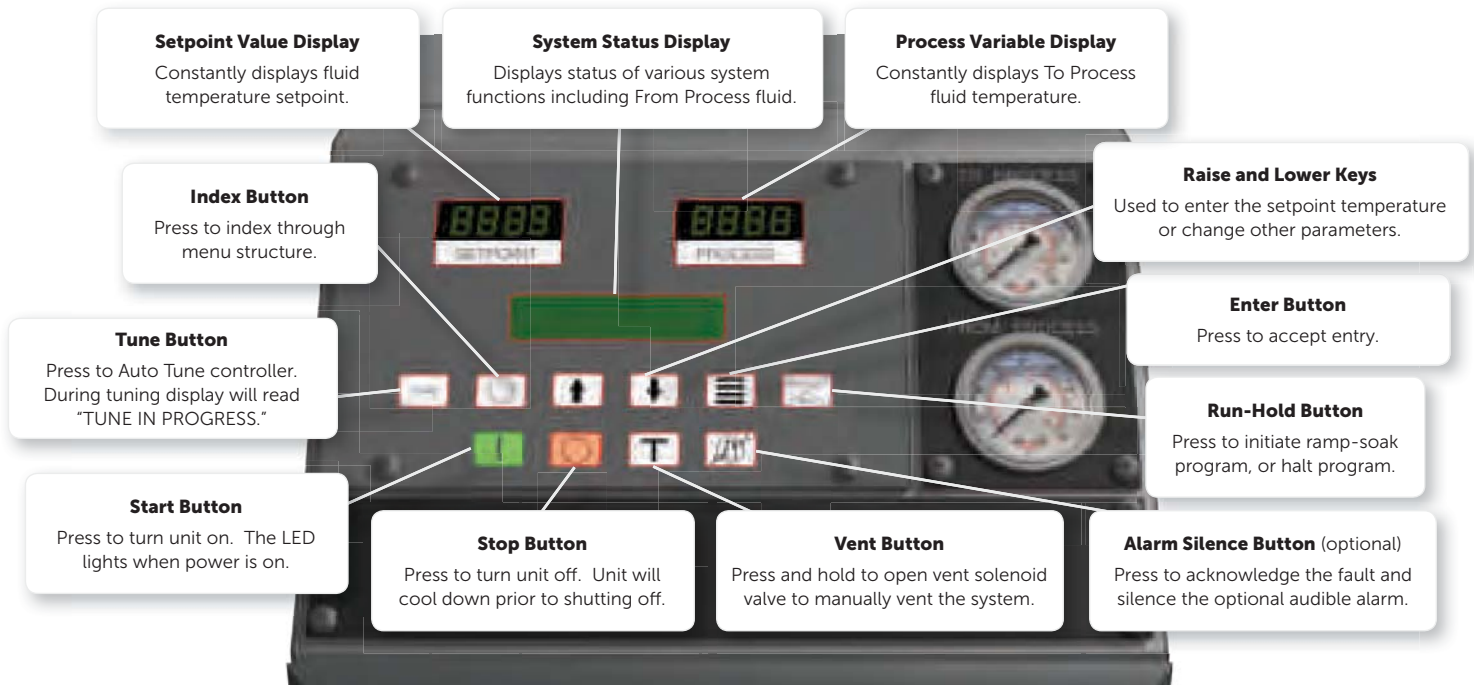 Setpoint Value Display
Constantly displays fluid
temperature setpoint.
System Status Display
Displays status of various system
functions including From Process fluid.
Process Variable Display
Constantly displays To Process
fluid temperature.
Index Button
Press to index through
menu structure.
Raise and Lower Keys
Used to enter the setpoint temperature
or change other parameters.
SETPOINT
PROCESS
TO PROCESS
Tune Button
Press to Auto Tune controller.
During tuning display will read
“TUNE IN PROGRESS.”
Enter Button
Press to accept entry.
FROM PROCESS
Run-Hold Button
Press to initiate ramp-soak
program, or halt program.
Start Button
Press to turn unit on. The LED
lights when power is on.
Stop Button
Press to turn unit off. Unit will
cool down prior to shutting off.
Vent Button
Press and hold to open vent solenoid
valve to manually vent the system.
Alarm Silence Button (optional)
Press to acknowledge the fault and
silence the optional audible alarm.